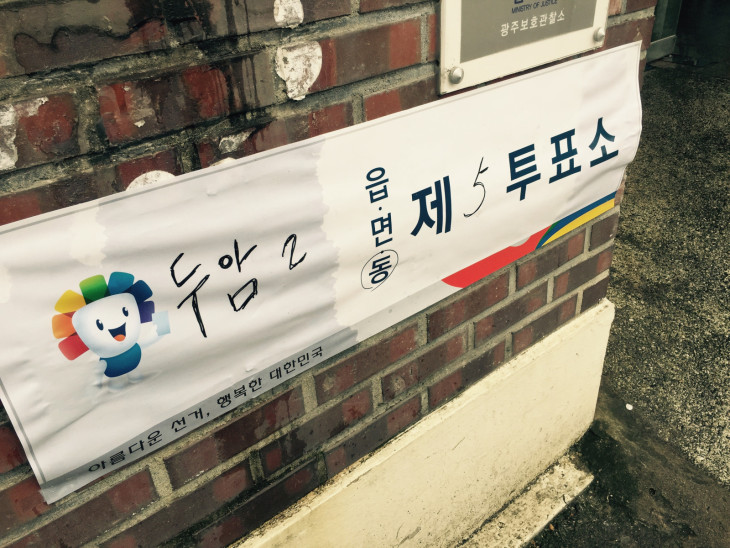 MINISTRY OF JUSTICE
광주보호관찰소
두암 2 읍·면·동 제 5 투표소
아름다운 선거, 행복한 대한민국